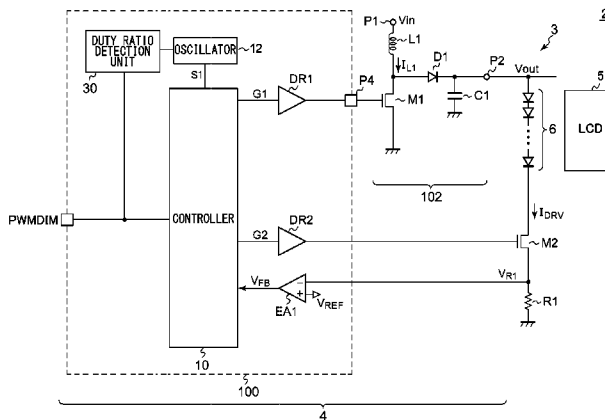 2
3
P1
Vin
L1
DUTY RATIO
DETECTION
UNIT
OSCILLATOR
12
30
S1
IL1
D1
P2
Vout
5
G1
DR1
P4
M1
C1
6
LCD
102
PWMDIM
CONTROLLER
IDRV
G2
DR2
M2
VFB
VR1
EA1
-
+
VREF
R1
10
100
4